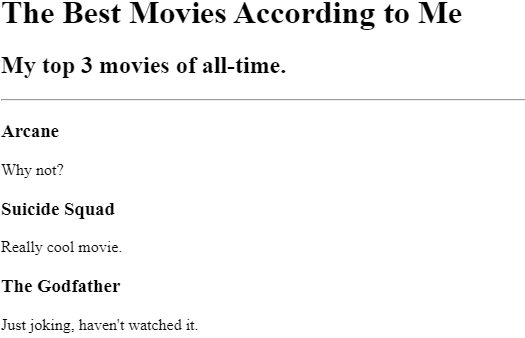 The Best Movies According to Me
My top 3 movies of all-time.
Arcane
Why not?
Suicide Squad
Really cool movie.
The Godfather
Just joking, haven't watched it.